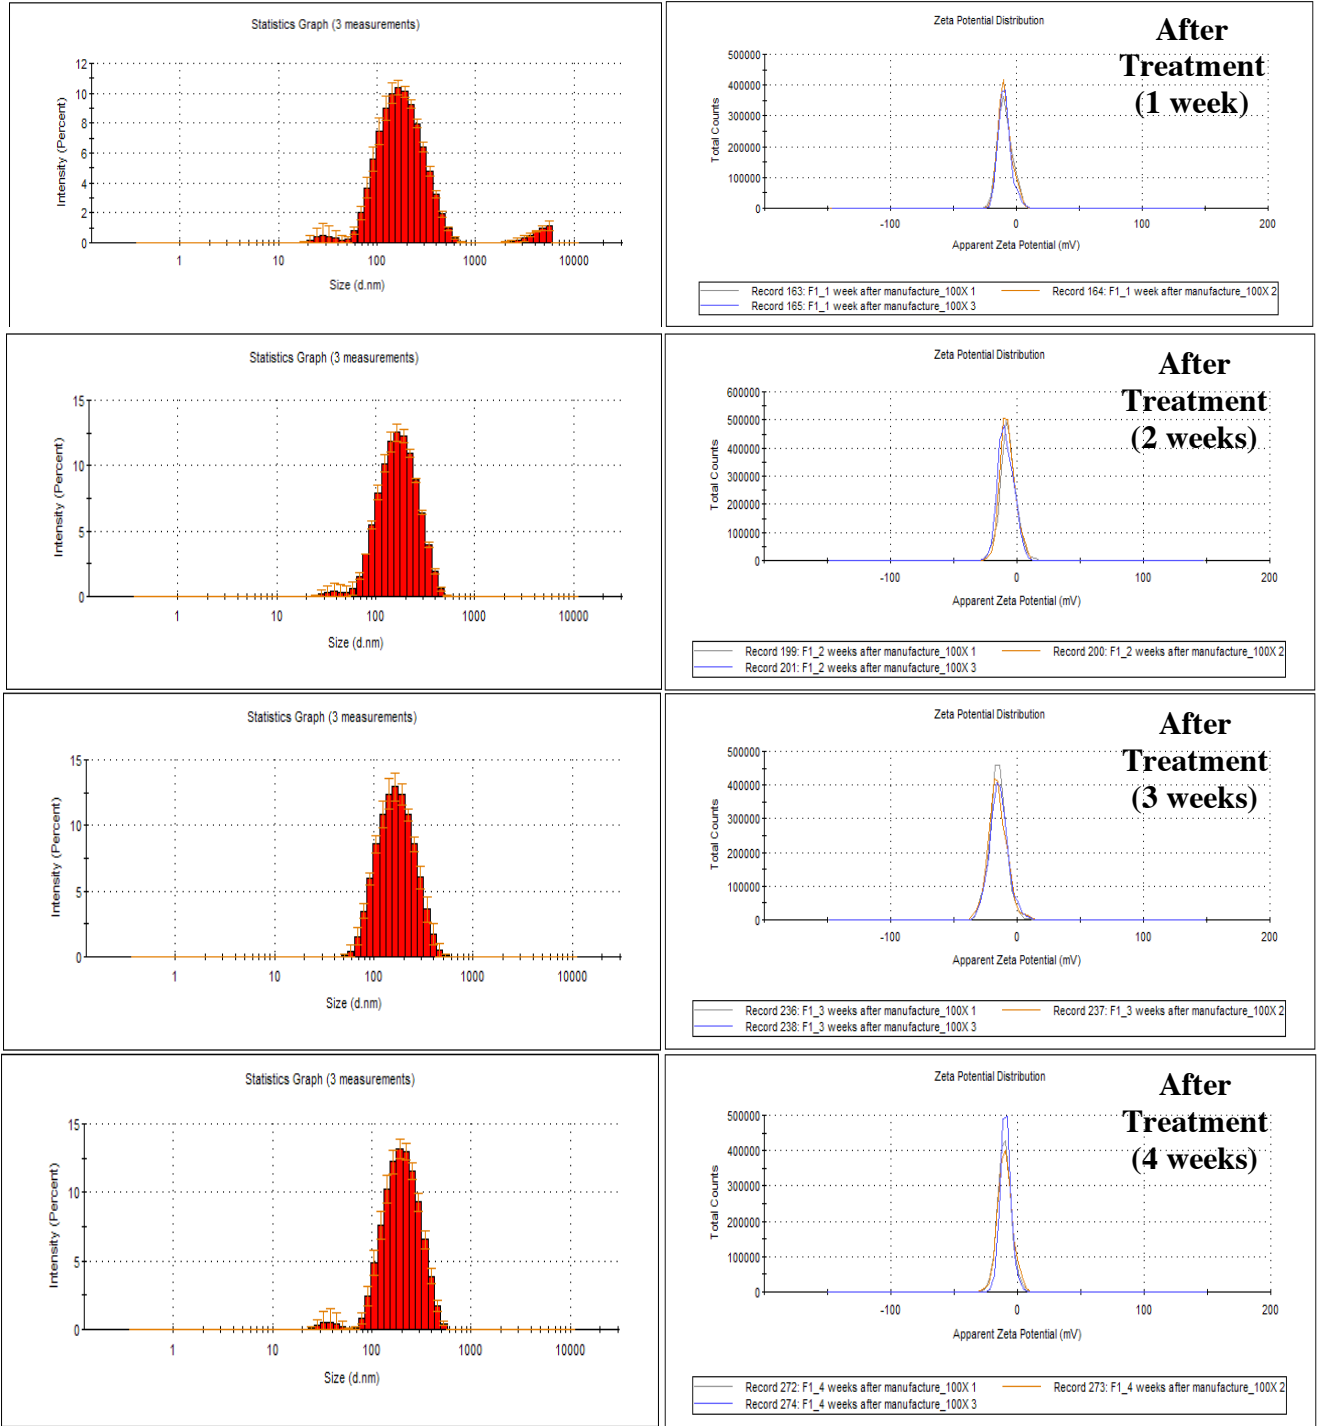 Statistics Graph (3 measurements)
Intensity (Percent)
12
10
8
6
4
2
0
1 10 100 1000 10000
Size (d.nm)
Zeta Potential Distribution
After
Treatment
(1 week)
Total Counts
500000
400000
300000
200000
100000
0
-100 0 100 200
Apparent Zeta Potential (mV)
Record 163: F1_1 week after manufacture_100X 1 Record 164: F1_1 week after manufacture_100X 2
Record 165: F1_1 week after manufacture_100X 3
Statistics Graph (3 measurements)
Intensity (Percent)
15
10
5
0
1 10 100 1000 10000
Size (d.nm)
Zeta Potential Distribution
After
Treatment
(2 weeks)
Total Counts
600000
500000
400000
300000
200000
100000
0
-100 0 100 200
Apparent Zeta Potential (mV)
Record 199: F1_2 weeks after manufacture_100X 1 Record 200: F1_2 weeks after manufacture_100X 2
Record 201: F1_2 weeks after manufacture_100X 3
Statistics Graph (3 measurements)
Intensity (Percent)
15
10
5
0
1 10 100 1000 10000
Size (d.nm)
Zeta Potential Distribution
After
Treatment
(3 weeks)
Total Counts
500000
400000
300000
200000
100000
0
-100 0 100 200
Apparent Zeta Potential (mV)
Record 236: F1_3 weeks after manufacture_100X 1 Record 237: F1_3 weeks after manufacture_100X 2
Record 238: F1_3 weeks after manufacture_100X 3
Statistics Graph (3 measurements)
Intensity (Percent)
15
10
5
0
1 10 100 1000 10000
Size (d.nm)
Zeta Potential Distribution
After
Treatment
(4 weeks)
Total Counts
500000
400000
300000
200000
100000
0
-100 0 100 200
Apparent Zeta Potential (mV)
Record 272: F1_4 weeks after manufacture_100X 1 Record 273: F1_4 weeks after manufacture_100X 2
Record 274: F1_4 weeks after manufacture_100X 3